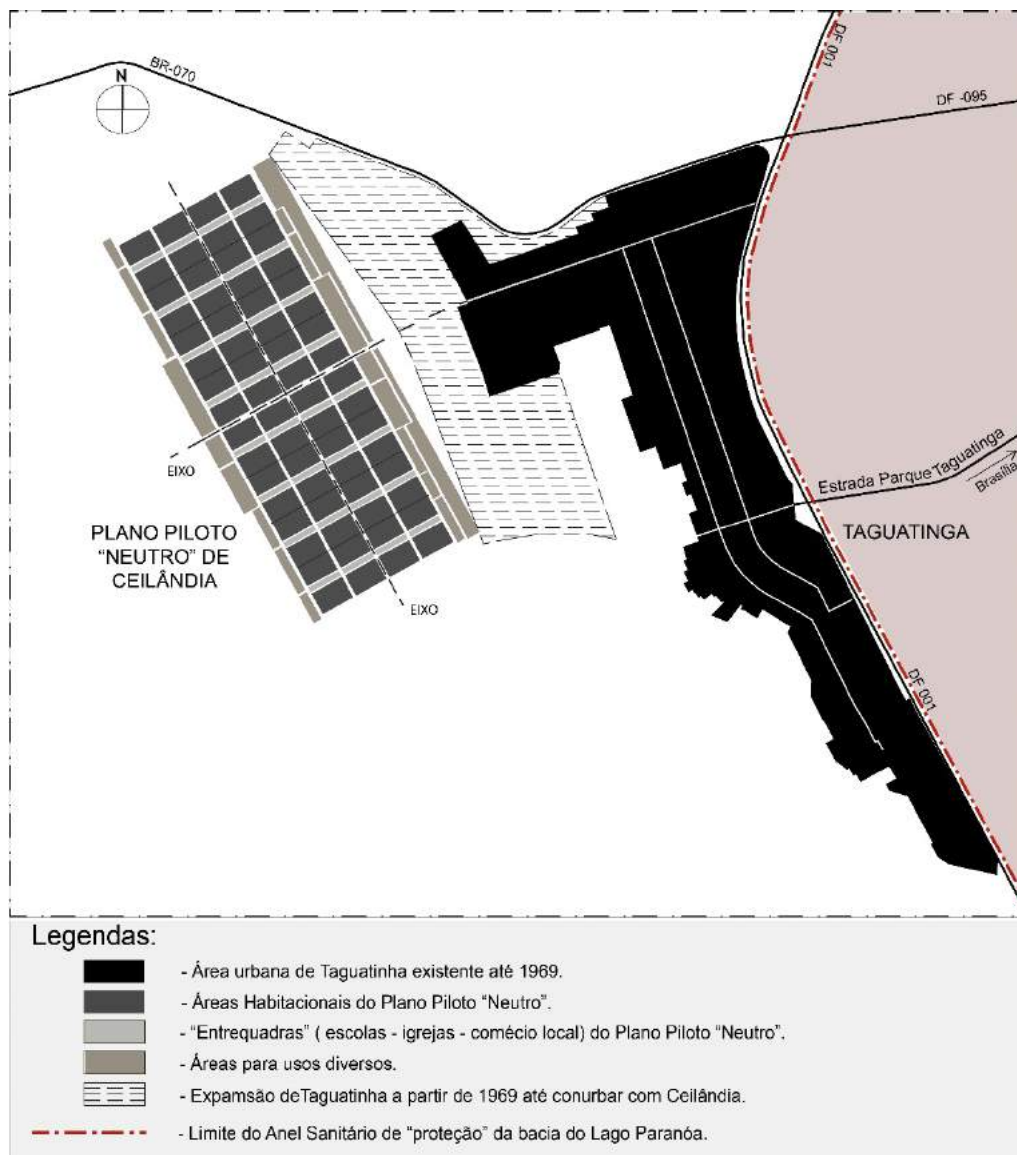 DF 001
BR-070
N
DF -095
EIXO
Estrada Parque Taguatinga
Brasília
PLANO PILOTO
"NEUTRO" DE
CEILÂNDIA
TAGUATINGA
EIXO
DF 001
Legendas:
- Área urbana de Taguatinha existente até 1969.
- Áreas Habitacionais do Plano Piloto "Neutro".
- "Entrequadras" ( escolas - igrejas - comécio local) do Plano Piloto "Neutro".
- Áreas para usos diversos.
- Expamsão deTaguatinha a partir de 1969 até conurbar com Ceilândia.
- Limite do Anel Sanitário de "proteção" da bacia do Lago Paranóa.